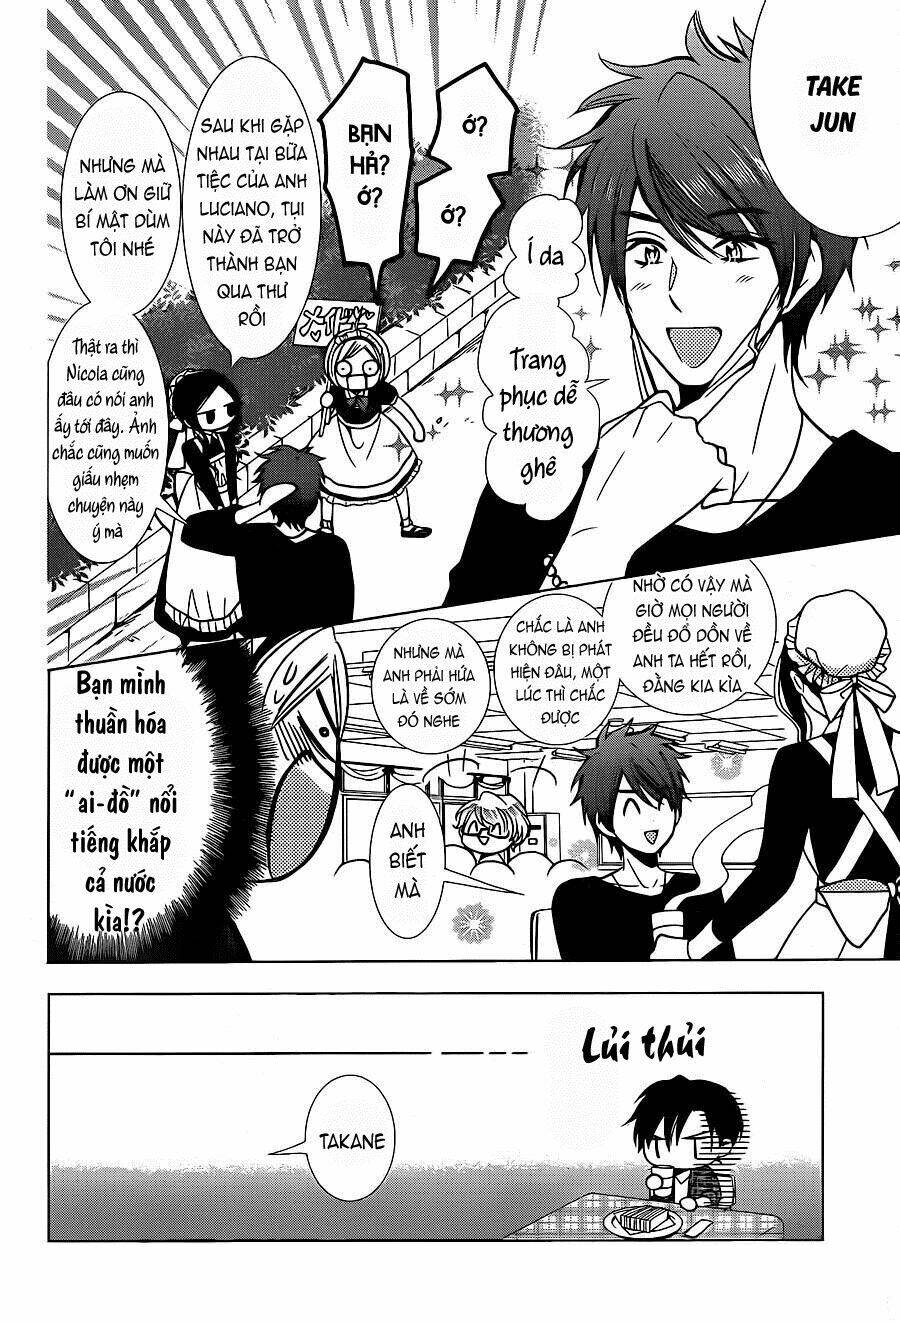 TAKE
JUN
Í da
Trang
phục dễ
thương
ghê
Ớ?
Ớ?
BẠN
HẢ?
Ớ?
SAU KHI GẶP
NHAU TẠI BỮA
TIỆC CỦA ANH
LUCIANO, TỤI
NÀY ĐÃ TRỞ
THÀNH BẠN
QUA THƯ
RỒI
NHƯNG MÀ
LÀM ƠN GIỮ
BÍ MẬT DÙM
TÔI NHÉ
メイド
Thật ra thì
Nicola cũng
đâu có nói anh
ấy tới đây. Ảnh
chắc cũng muốn
giấu nhẹm
chuyện này
ý mà
NHỜ CÓ VẬY MÀ
GIỜ MỌI NGƯỜI
ĐỀU ĐỔ DỒN VỀ
ANH TA HẾT RỒI,
ĐẰNG KIA KÌA
CHẮC LÀ ANH
KHÔNG BỊ PHÁT
HIỆN ĐÂU, MỘT
LÚC THÌ CHẮC
ĐƯỢC
NHƯNG MÀ
ANH PHẢI HỨA
LÀ VỀ SỚM
ĐÓ NGHE
ANH
BIẾT
MÀ
Bạn mình
thuần hóa
được một
“ai-đồ” nổi
tiếng khắp
cả nước
kìa!?
Lủi thủi
TAKANE